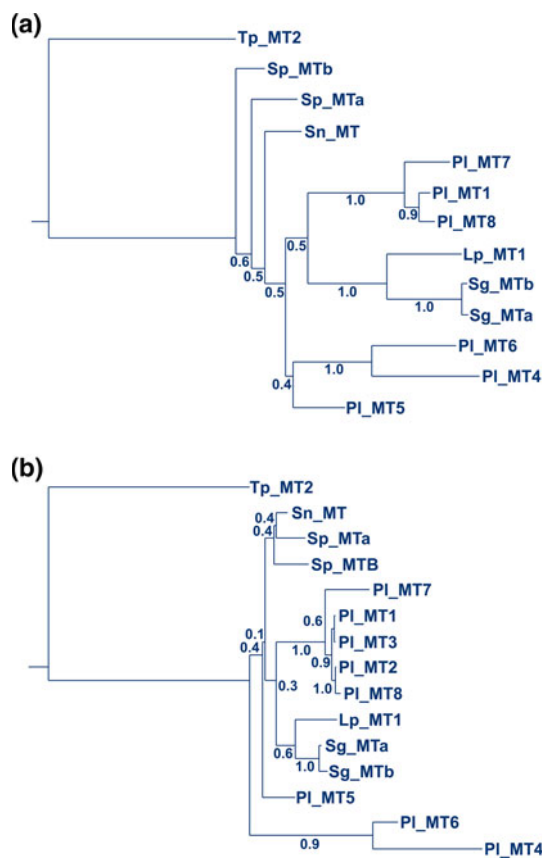 (a)
Tp_MT2
Sp_MTb
Sp_MTa
Sn_MT
Pl_MT7
1.0
Pl_MT1
0.9
Pl_MT8
0.5
0.6
Lp_MT1
0.5
Sg_MTb
0.5
1.0
1.0
Sg_MTa
Pl_MT6
1.0
Pl_MT4
0.4
Pl_MT5
(b)
Tp_MT2
Sn_MT
0.4
0.4
Sp_MTa
Sp_MTB
Pl_MT7
0.6
Pl_MT1
0.1
0.4
1.0
Pl_MT3
0.9
Pl_MT2
0.3
1.0
Pl_MT8
Lp_MT1
0.6
Sg_MTa
1.0
Sg_MTb
Pl_MT5
Pl_MT6
0.9
Pl_MT4